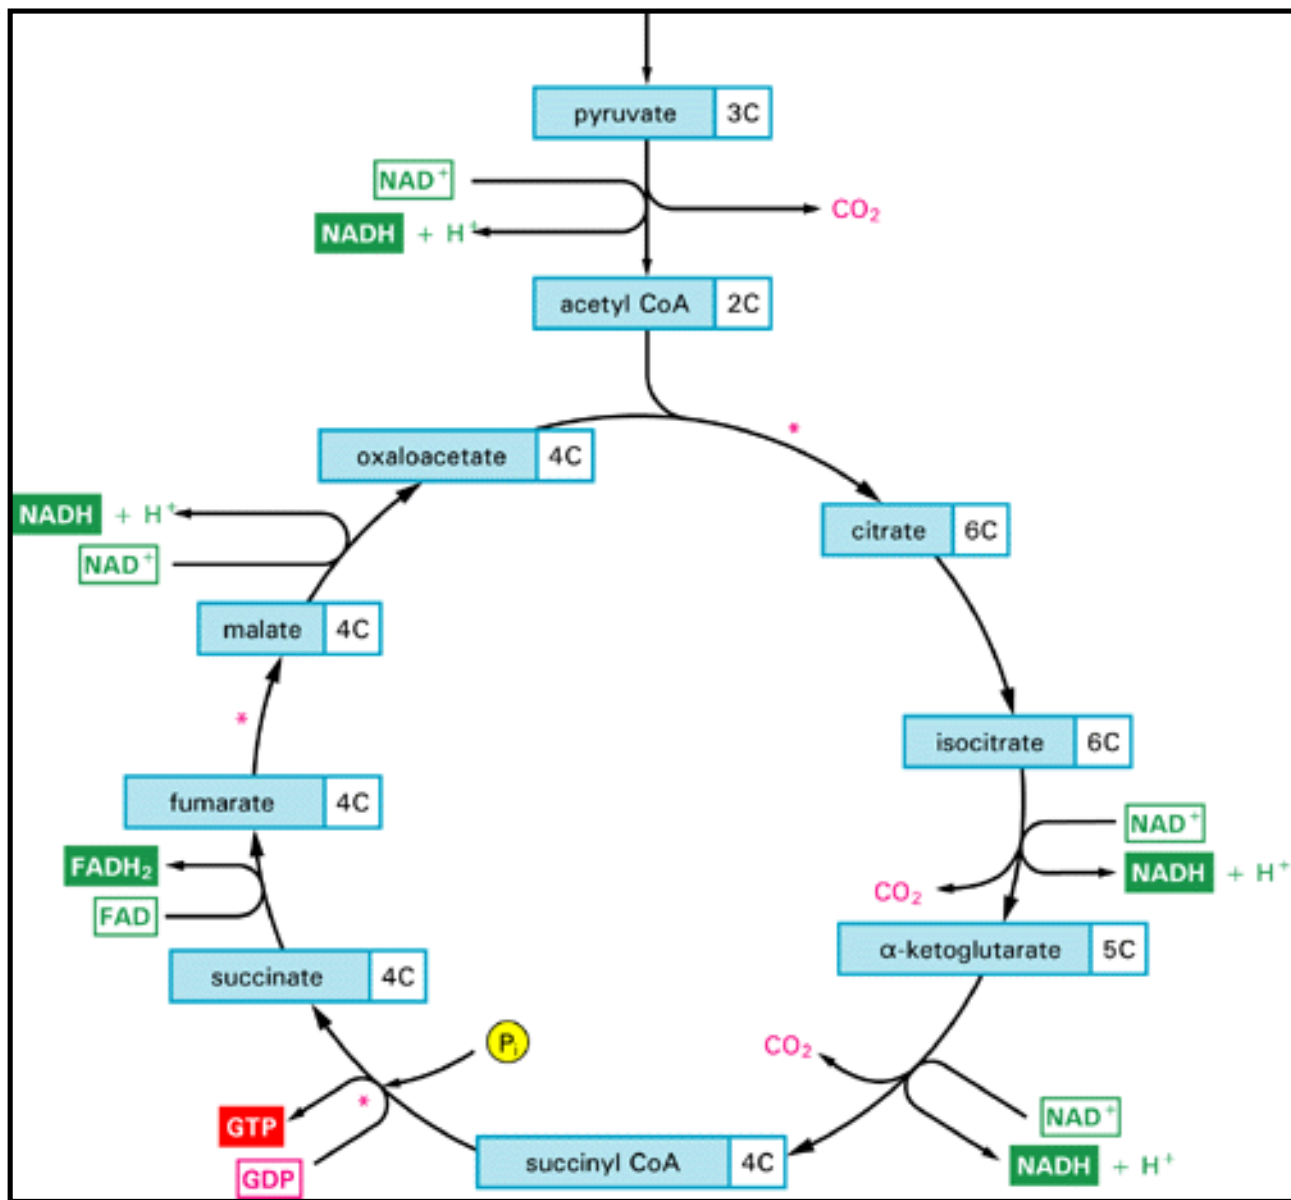 pyruvate 3C
NAD⁺
CO₂
NADH + H⁺
acetyl CoA 2C
*
oxaloacetate 4C
NADH + H⁺
citrate 6C
NAD⁺
malate 4C
*
isocitrate 6C
fumarate 4C
NAD⁺
FADH₂
NADH + H⁺
CO₂
FAD
α-ketoglutarate 5C
succinate 4C
Pᵢ
CO₂
*
GTP
NAD⁺
succinyl CoA 4C
NADH + H⁺
GDP